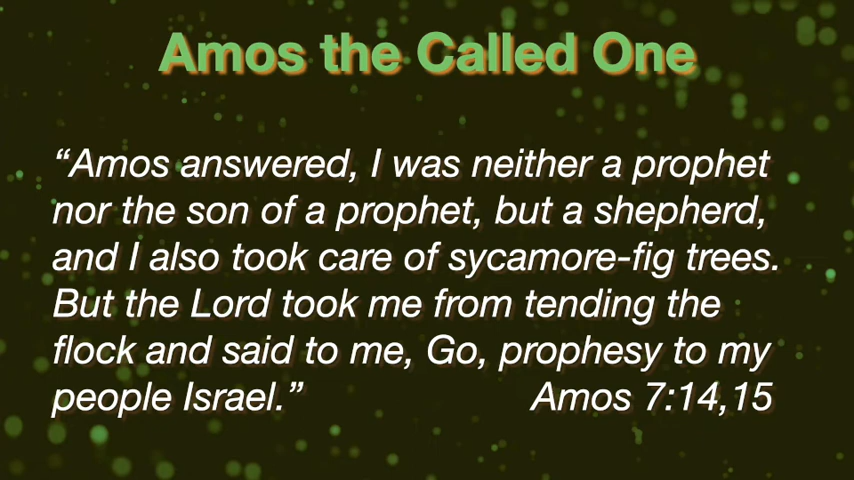 Amos the Called One
“Amos answered, I was neither a prophet
nor the son of a prophet, but a shepherd,
and I also took care of sycamore-fig trees.
But the Lord took me from tending the
flock and said to me, Go, prophesy to my
people Israel.” Amos 7:14,15